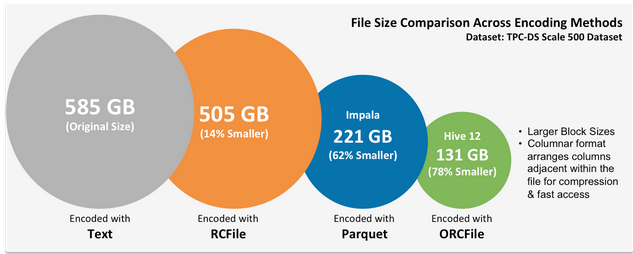 File Size Comparison Across Encoding Methods
Dataset: TPC-DS Scale 500 Dataset
585 GB
(Original Size)
505 GB
(14% Smaller)
Impala
221 GB
(62% Smaller)
Hive 12
131 GB
(78% Smaller)
• Larger Block Sizes
• Columnar format
arranges columns
adjacent within the
file for compression
& fast access
Encoded with
Text
Encoded with
RCFile
Encoded with
Parquet
Encoded with
ORCFile